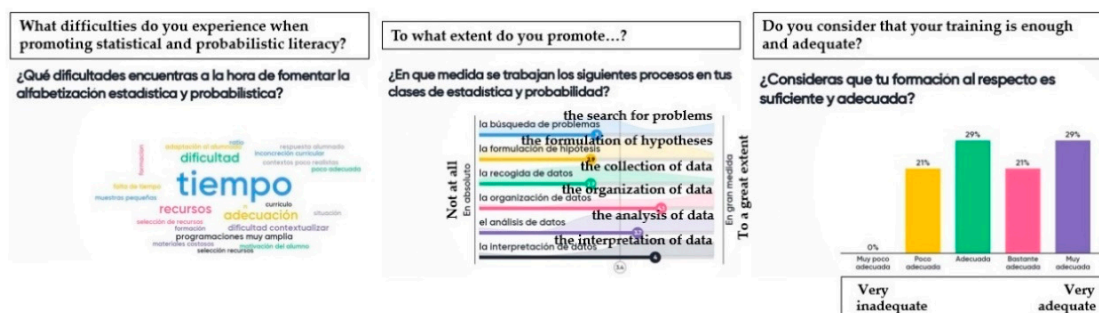 What difficulties do you experience when
promoting statistical and probabilistic literacy?
¿Qué dificultades encuentras a la hora de fomentar la
alfabetización estadística y probabilística?
adaptación al alumnado
respuesta alumnado
dificultad
incancreción curricular
contextos poco realistas
poco adecuada
formacion
tiempo
falta de tiempo
muestras pequeñas
currículo
recursos
adecuación
situación
selección de recursos
formación
dificultad contextualizar
programaciones muy amplia
materiales costosos
motivación del alumno
selección recursos
To what extent do you promote…?
¿En que medida se trabajan los siguientes procesos en tus
clases de estadística y probabilidad?
Not at all
En absoluto
la búsqueda de problemas
the search for problems
la formulación de hipótesis
the formulation of hypotheses
la recogida de datos
the collection of data
la organización de datos
the organization of data
el análisis de datos
the analysis of data
la interpretación de datos
the interpretation of data
4
3.4
En gran medida
To a great extent
Do you consider that your training is enough
and adequate?
¿Consideras que tu formación al respecto es
suficiente y adecuada?
0%
21%
29%
21%
29%
Muy poco
adecuada
Poco
adecuada
Adecuada
Bastante
adecuada
Muy
adecuada
Very
inadequate
Very
adequate